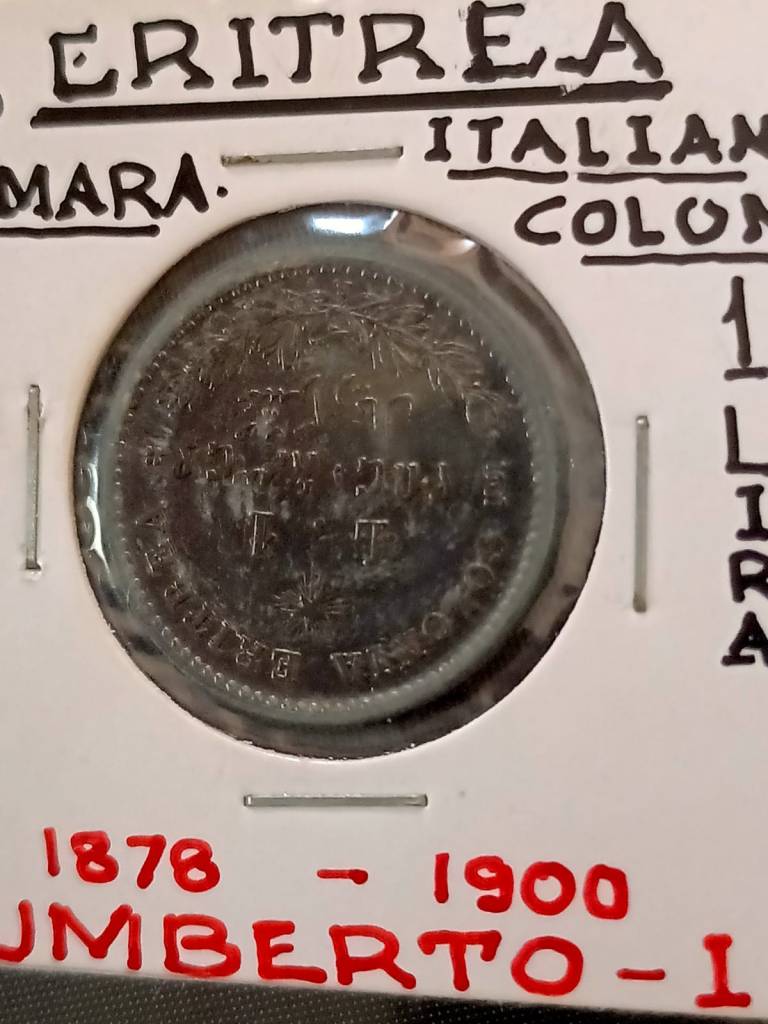 ERITREA
ITALIAN
MARA.
COLON
1
LIRA
COLONIA ERITREA
1878 - 1900
UMBERTO - I